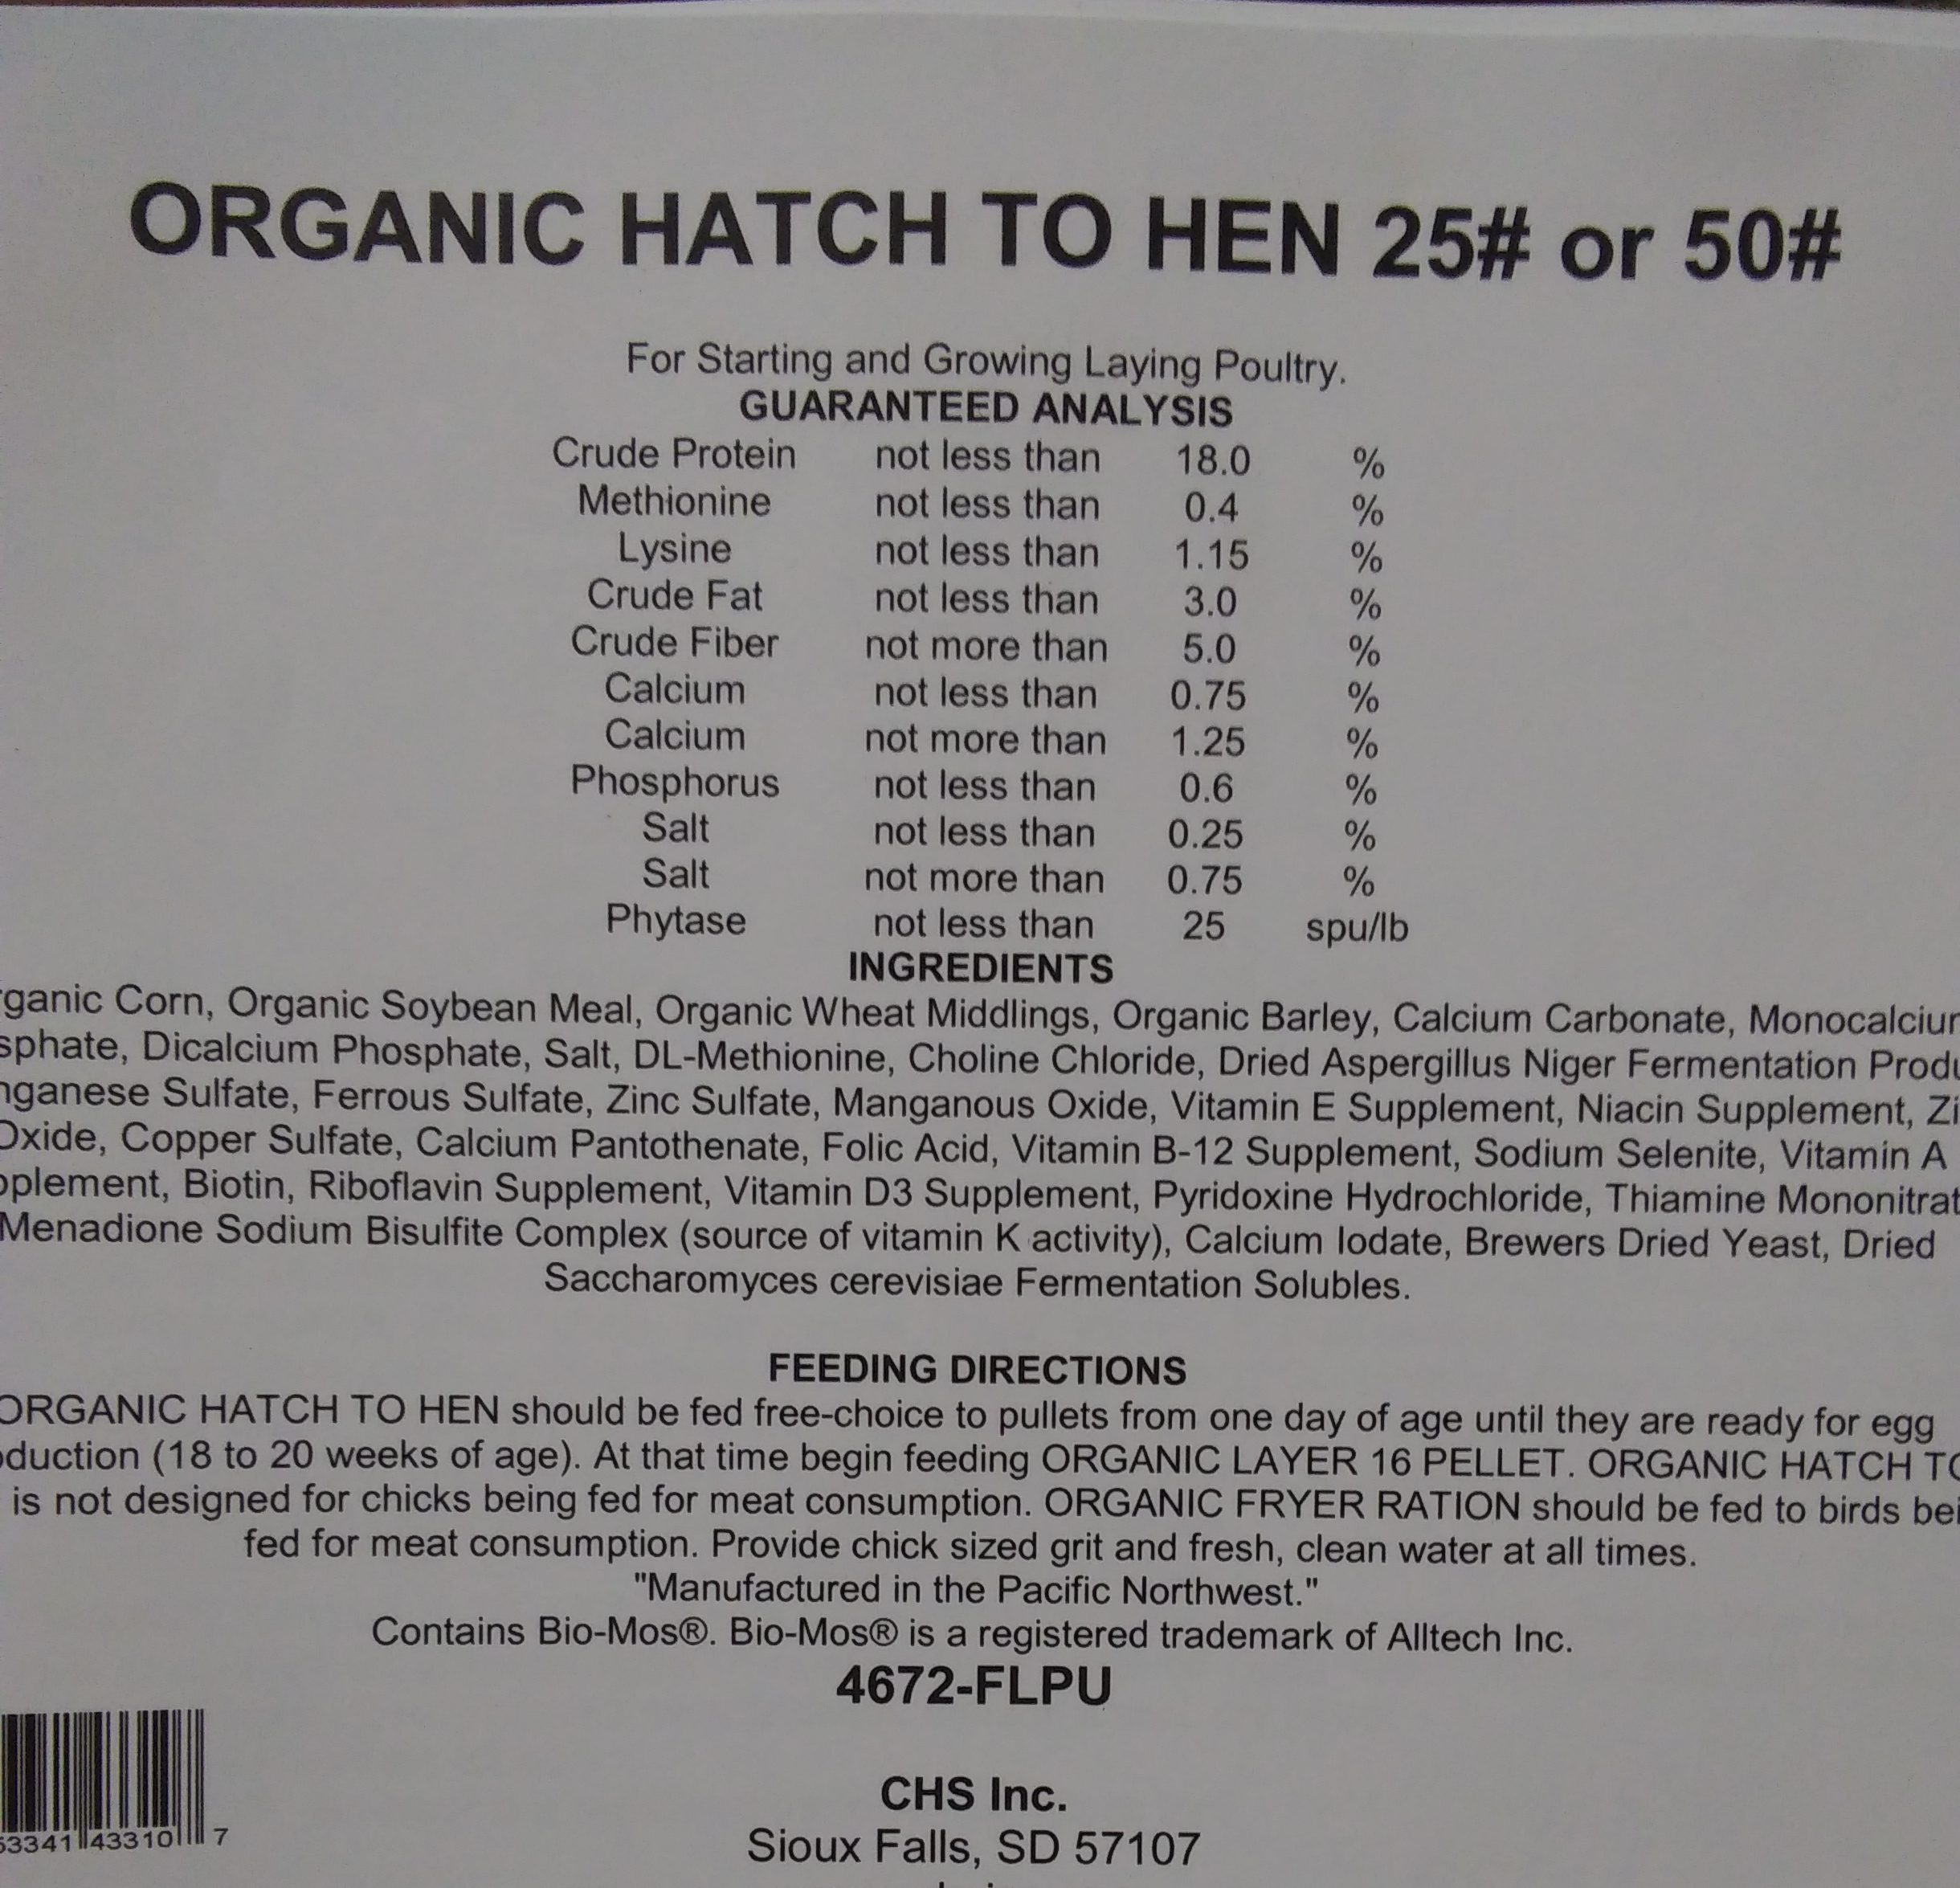 ORGANIC HATCH TO HEN 25# or 50#
For Starting and Growing Laying Poultry.
GUARANTEED ANALYSIS
Crude Protein not less than 18.0 %
Methionine not less than 0.4 %
Lysine not less than 1.15 %
Crude Fat not less than 3.0 %
Crude Fiber not more than 5.0 %
Calcium not less than 0.75 %
Calcium not more than 1.25 %
Phosphorus not less than 0.6 %
Salt not less than 0.25 %
Salt not more than 0.75 %
Phytase not less than 25 spu/lb
INGREDIENTS
rganic Corn, Organic Soybean Meal, Organic Wheat Middlings, Organic Barley, Calcium Carbonate, Monocalciu
sphate, Dicalcium Phosphate, Salt, DL-Methionine, Choline Chloride, Dried Aspergillus Niger Fermentation Produ
nganese Sulfate, Ferrous Sulfate, Zinc Sulfate, Manganous Oxide, Vitamin E Supplement, Niacin Supplement, Zi
Oxide, Copper Sulfate, Calcium Pantothenate, Folic Acid, Vitamin B-12 Supplement, Sodium Selenite, Vitamin A
pplement, Biotin, Riboflavin Supplement, Vitamin D3 Supplement, Pyridoxine Hydrochloride, Thiamine Mononitrat
Menadione Sodium Bisulfite Complex (source of vitamin K activity), Calcium Iodate, Brewers Dried Yeast, Dried
Saccharomyces cerevisiae Fermentation Solubles.
FEEDING DIRECTIONS
ORGANIC HATCH TO HEN should be fed free-choice to pullets from one day of age until they are ready for egg
oduction (18 to 20 weeks of age). At that time begin feeding ORGANIC LAYER 16 PELLET. ORGANIC HATCH TO
is not designed for chicks being fed for meat consumption. ORGANIC FRYER RATION should be fed to birds bei
fed for meat consumption. Provide chick sized grit and fresh, clean water at all times.
"Manufactured in the Pacific Northwest."
Contains Bio-Mos®. Bio-Mos® is a registered trademark of Alltech Inc.
4672-FLPU
CHS Inc.
53341 43310 7
Sioux Falls, SD 57107